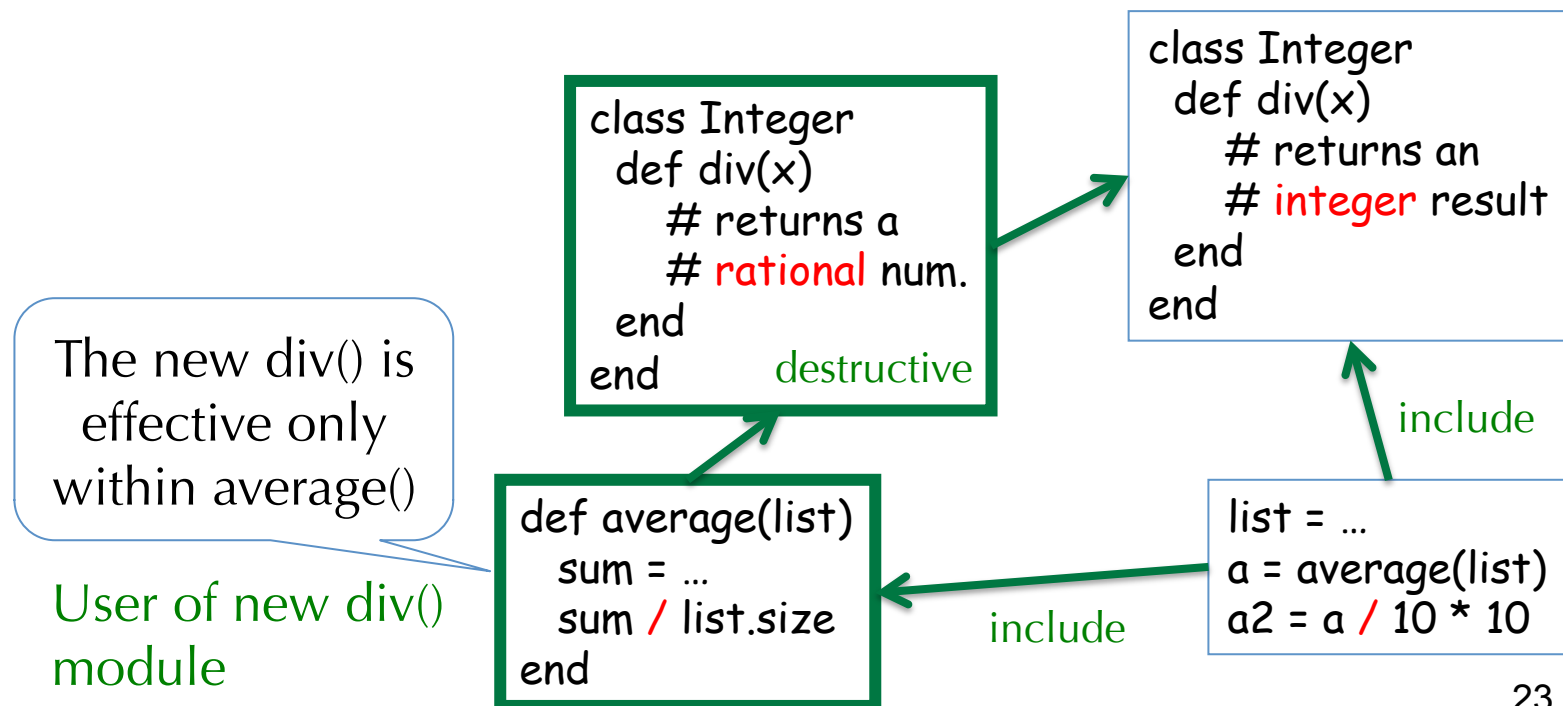 class Integer
def div(x)
# returns an
# integer result
end
end
class Integer
def div(x)
# returns a
# rational num.
end
end
destructive
The new div() is
effective only
within average()
include
def average(list)
sum = …
sum / list.size
end
User of new div()
module
include
list = …
a = average(list)
a2 = a / 10 * 10
23